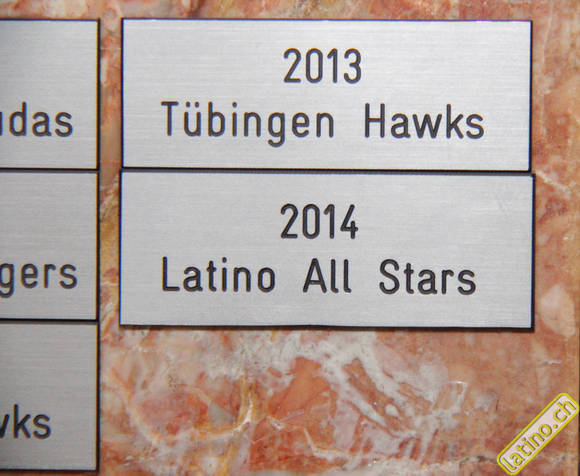 udas
gers
wks
2013
Tübingen Hawks
2014
Latino All Stars
latino.ch